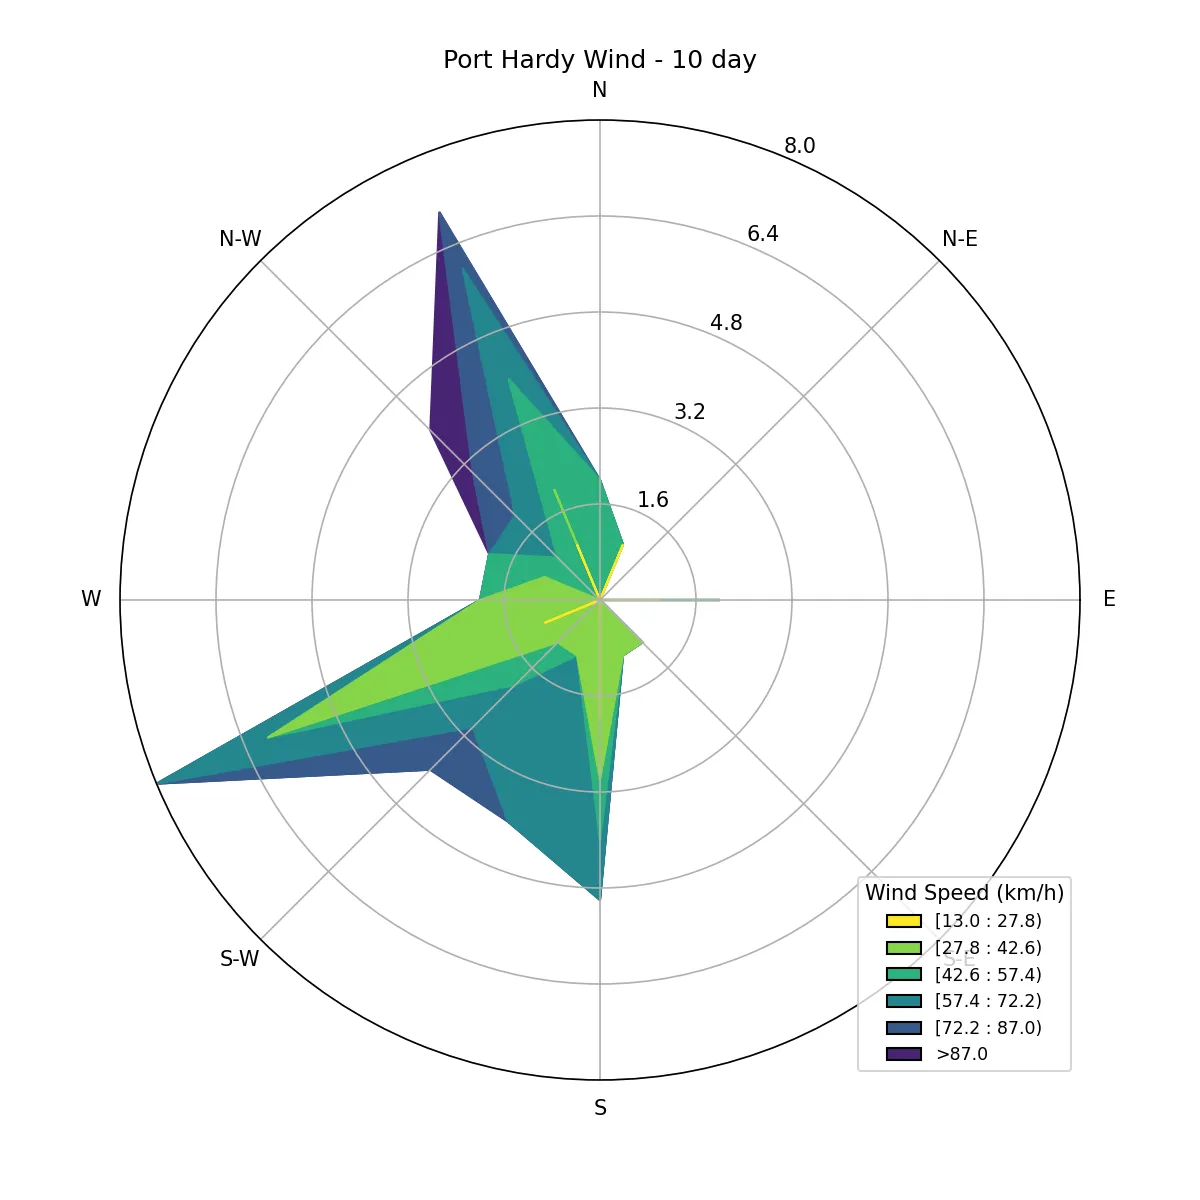 Port Hardy Wind - 10 day
N
8.0
N-W
6.4
N-E
4.8
3.2
1.6
W
E
Wind Speed (km/h)
[13.0 : 27.8)
[27.8 : 42.6)
S-W
S-E
[42.6 : 57.4)
[57.4 : 72.2)
[72.2 : 87.0)
>87.0
S